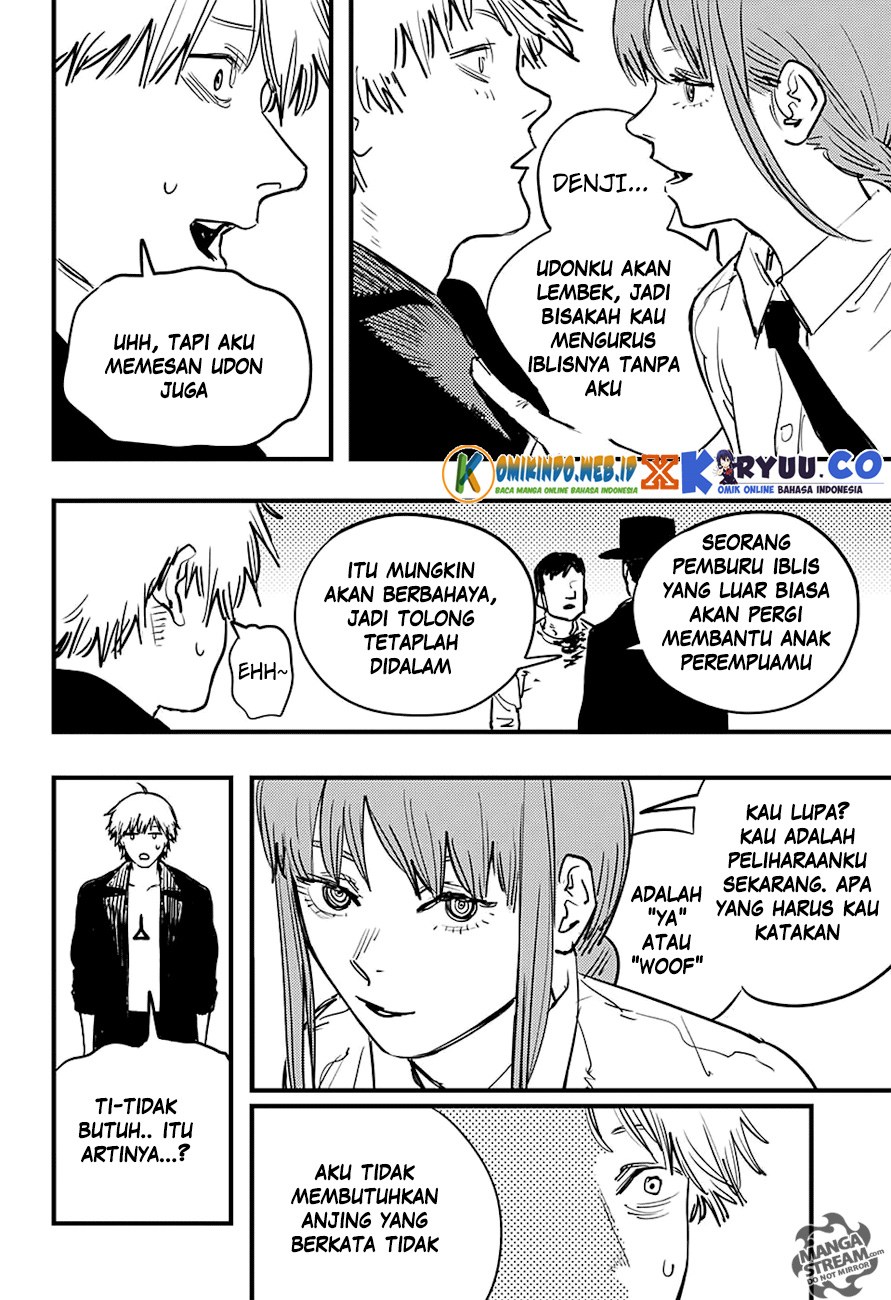 DENJI...
UDONKU AKAN
LEMBEK, JADI
BISAKAH KAU
MENGURUS
IBLISNYA TANPA
AKU
UHH, TAPI AKU
MEMESAN UDON
JUGA
KOMIKINDO.WEB.ID X KIRYUU.CO
BACA MANGA ONLINE BAHASA INDONESIA
OMIK ONLINE BAHASA INDONESIA
SEORANG
PEMBURU IBLIS
YANG LUAR BIASA
AKAN PERGI
MEMBANTU ANAK
PEREMPUAMU
ITU MUNGKIN
AKAN BERBAHAYA,
JADI TOLONG
TETAPLAH
DIDALAM
EHH~
KAU LUPA?
KAU ADALAH
PELIHARAANKU
SEKARANG. APA
YANG HARUS KAU
KATAKAN
ADALAH
"YA"
ATAU
"WOOF"
TI-TIDAK
BUTUH.. ITU
ARTINYA...?
AKU TIDAK
MEMBUTUHKAN
ANJING YANG
BERKATA TIDAK
MANGA
STREAM.COM
DO NOT MIRROR